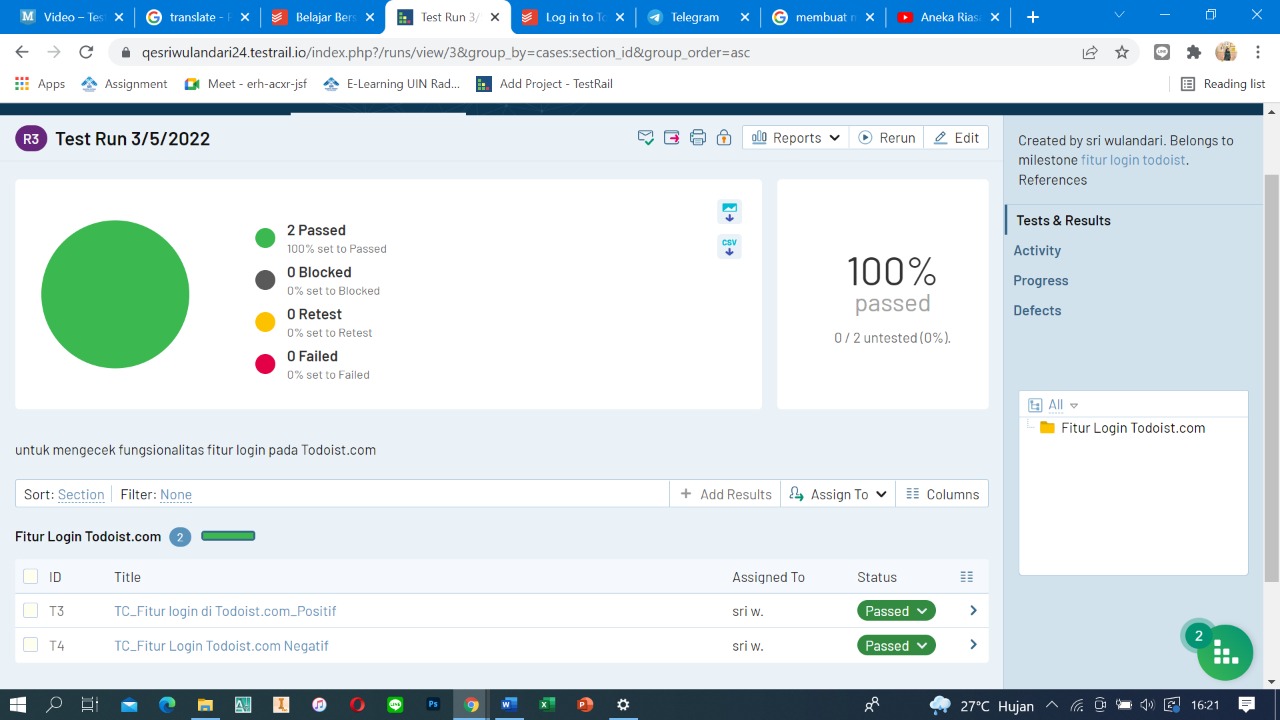 Video – Tes
translate -
Belajar Bers
Test Run 3/
Log in to To
Telegram
membuat
YouTube Aneka Rias
qesriwulandari24.testrail.io/index.php?/runs/view/3&group_by=cases:section_id&group_order=asc
Apps
Assignment
Meet - erh-acxr-jsf
E-Learning UIN Rad...
Add Project - TestRail
Reading list
R3 Test Run 3/5/2022
Reports
Rerun
Edit
2 Passed
100% set to Passed
0 Blocked
0% set to Blocked
0 Retest
0% set to Retest
0 Failed
0% set to Failed
CSV
100%
passed
0 / 2 untested (0%).
Created by sri wulandari. Belongs to
milestone fitur login todoist.
References
Tests & Results
Activity
Progress
Defects
All
Fitur Login Todoist.com
untuk mengecek fungsionalitas fitur login pada Todoist.com
Sort: Section Filter: None
+ Add Results
Assign To
Columns
Fitur Login Todoist.com 2
ID Title Assigned To Status
T3 TC_Fitur login di Todoist.com_Positif sri w. Passed
T4 TC_Fitur Login Todoist.com Negatif sri w. Passed
2
27°C Hujan
16:21